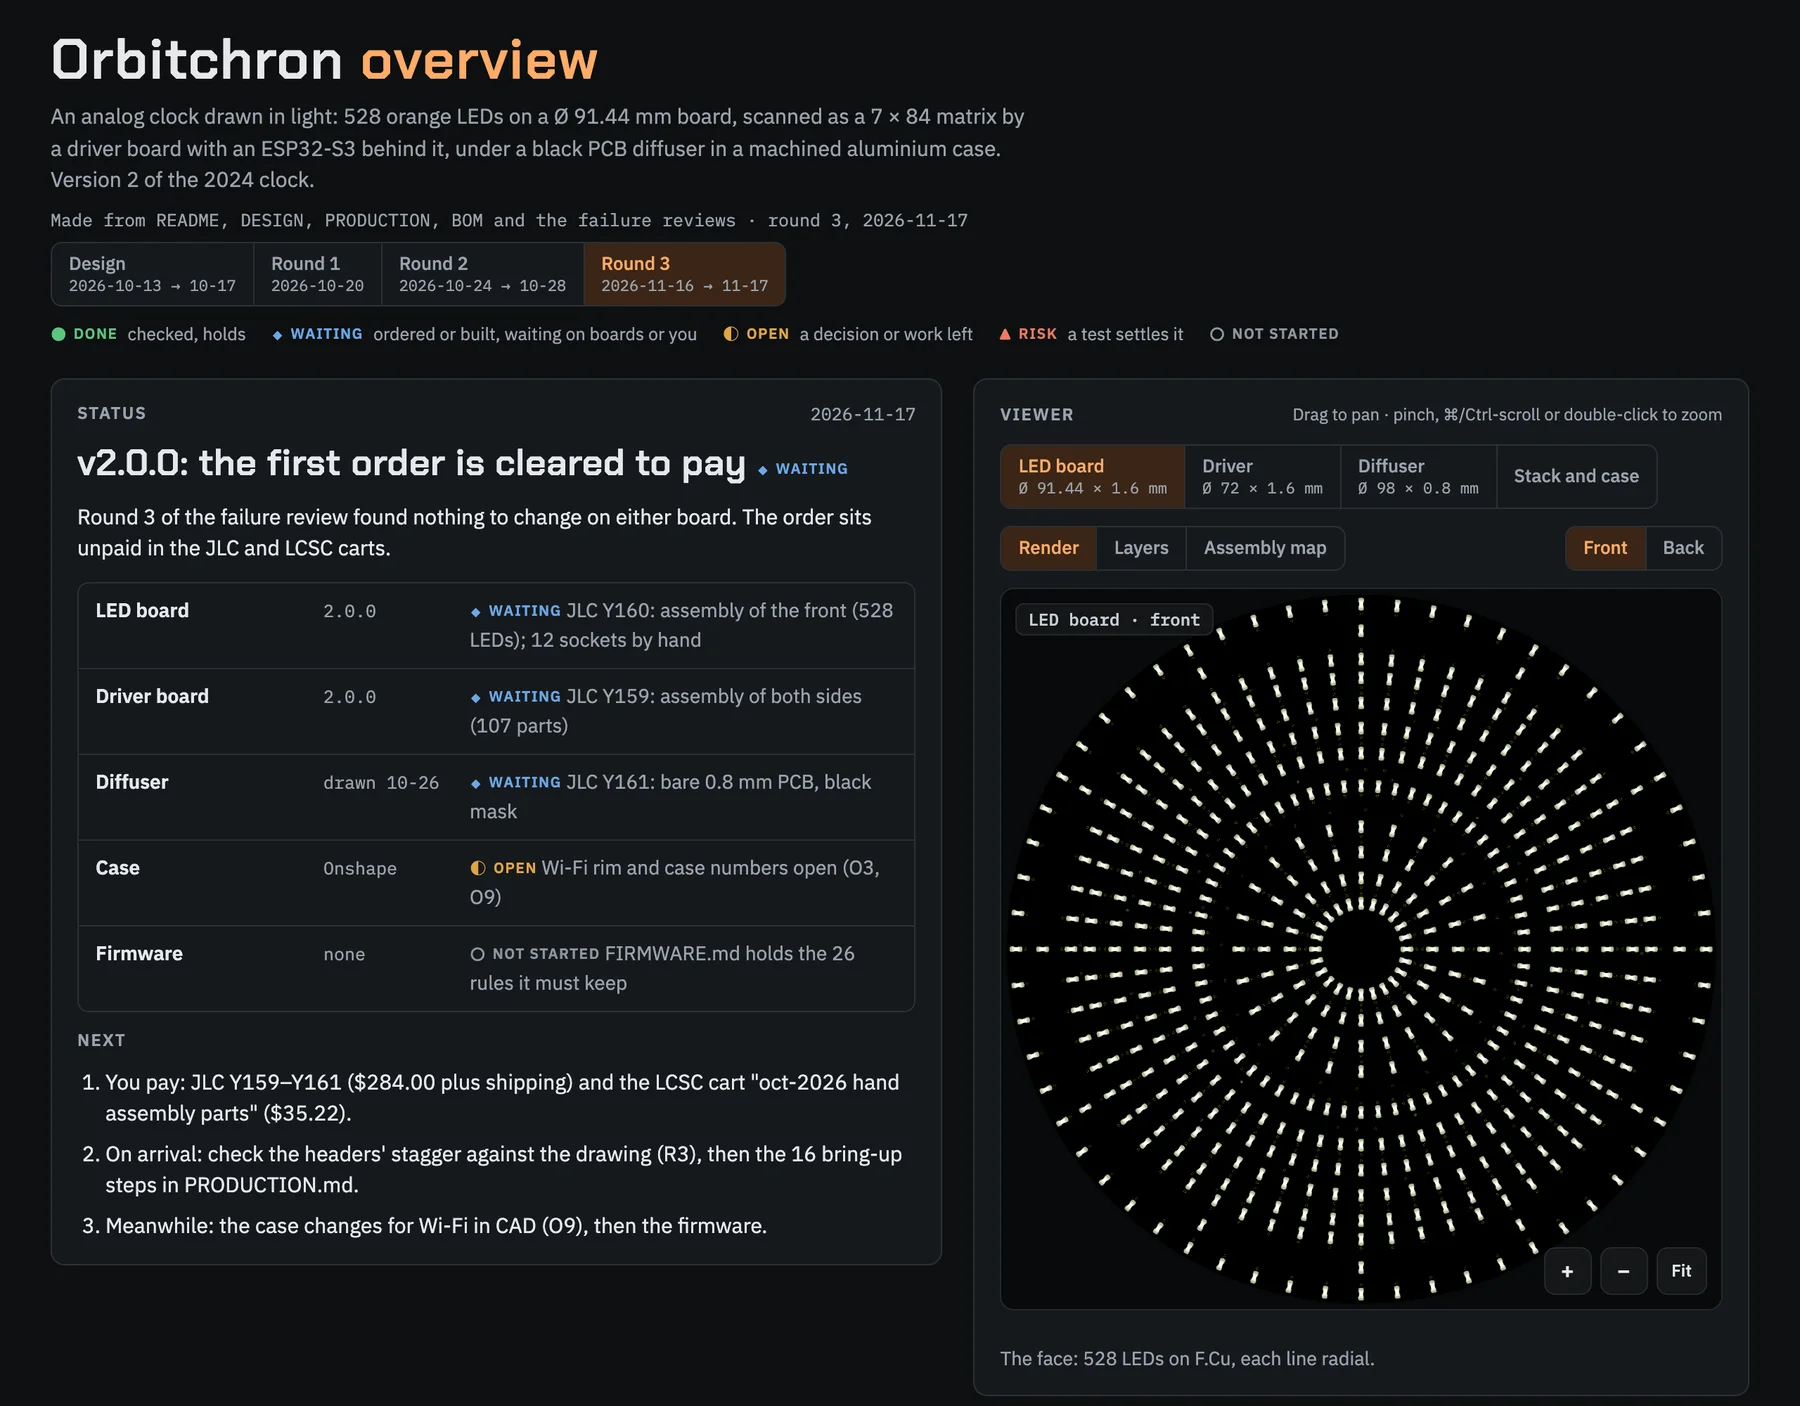 Orbitchron overview
An analog clock drawn in light: 528 orange LEDs on a Ø 91.44 mm board, scanned as a 7 × 84 matrix by
a driver board with an ESP32-S3 behind it, under a black PCB diffuser in a machined aluminium case.
Version 2 of the 2024 clock.
Made from README, DESIGN, PRODUCTION, BOM and the failure reviews · round 3, 2026-11-17
Design
2026-10-13 → 10-17
Round 1
2026-10-20
Round 2
2026-10-24 → 10-28
Round 3
2026-11-16 → 11-17
DONE checked, holds
WAITING ordered or built, waiting on boards or you
OPEN a decision or work left
RISK a test settles it
NOT STARTED
STATUS
2026-11-17
v2.0.0: the first order is cleared to pay WAITING
Round 3 of the failure review found nothing to change on either board. The order sits
unpaid in the JLC and LCSC carts.
LED board 2.0.0 WAITING JLC Y160: assembly of the front (528
LEDs); 12 sockets by hand
Driver board 2.0.0 WAITING JLC Y159: assembly of both sides
(107 parts)
Diffuser drawn 10-26 WAITING JLC Y161: bare 0.8 mm PCB, black
mask
Case Onshape OPEN Wi-Fi rim and case numbers open (O3,
O9)
Firmware none NOT STARTED FIRMWARE.md holds the 26
rules it must keep
NEXT
1. You pay: JLC Y159–Y161 ($284.00 plus shipping) and the LCSC cart "oct-2026 hand
assembly parts" ($35.22).
2. On arrival: check the headers' stagger against the drawing (R3), then the 16 bring-up
steps in PRODUCTION.md.
3. Meanwhile: the case changes for Wi-Fi in CAD (O9), then the firmware.
VIEWER
Drag to pan · pinch, ⌘/Ctrl-scroll or double-click to zoom
LED board
Ø 91.44 × 1.6 mm
Driver
Ø 72 × 1.6 mm
Diffuser
Ø 98 × 0.8 mm
Stack and case
Render
Layers
Assembly map
Front
Back
LED board · front
+
−
Fit
The face: 528 LEDs on F.Cu, each line radial.